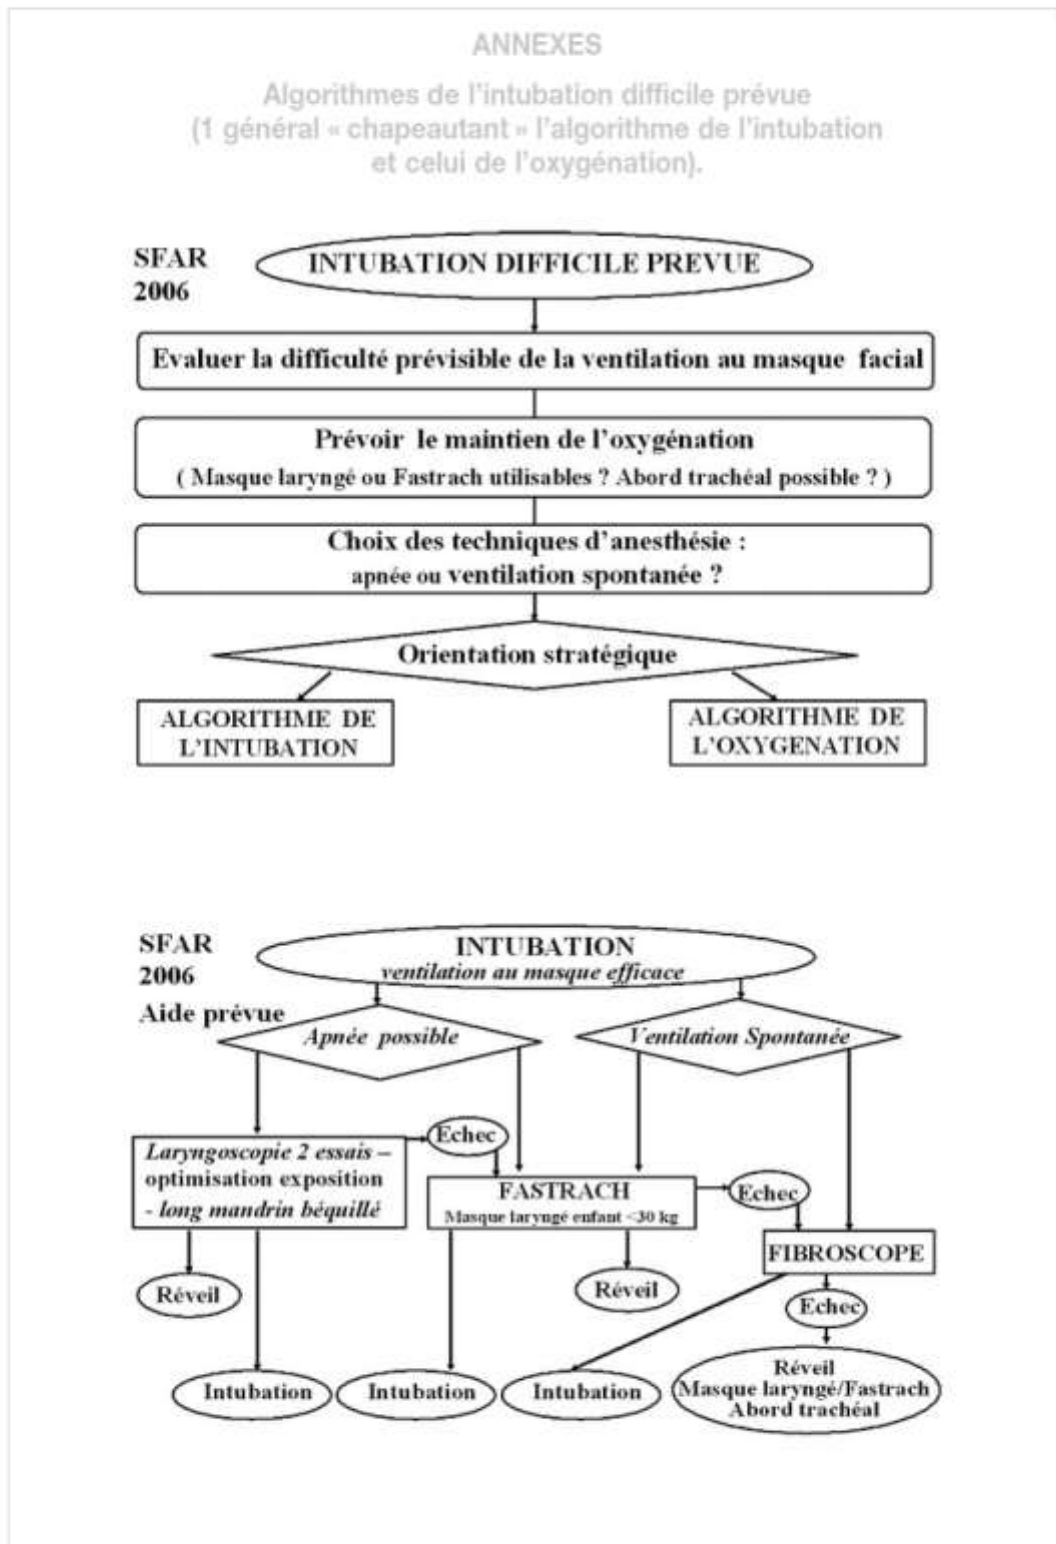 ANNEXES
Algorithmes de l'intubation difficile prévue
(1 général « chapeautant » l'algorithme de l'intubation
et celui de l'oxygénation).
SFAR
2006
INTUBATION DIFFICILE PREVUE
Evaluer la difficulté prévisible de la ventilation au masque facial
Prévoir le maintien de l'oxygénation
( Masque laryngé ou Fastrach utilisables ? Abord trachéal possible ? )
Choix des techniques d'anesthésie :
apnée ou ventilation spontanée ?
Orientation stratégique
ALGORITHME DE
L'INTUBATION
ALGORITHME DE
L'OXYGENATION
SFAR
2006
Aide prévue
INTUBATION
ventilation au masque efficace
Apnée possible
Ventilation Spontanée
Laryngoscopie 2 essais –
optimisation exposition
- long mandrin béquillé
Echec
FASTRACH
Masque laryngé enfant <30 kg
Echec
FIBROSCOPE
Réveil
Réveil
Echec
Intubation
Intubation
Intubation
Réveil
Masque laryngé/Fastrach
Abord trachéal